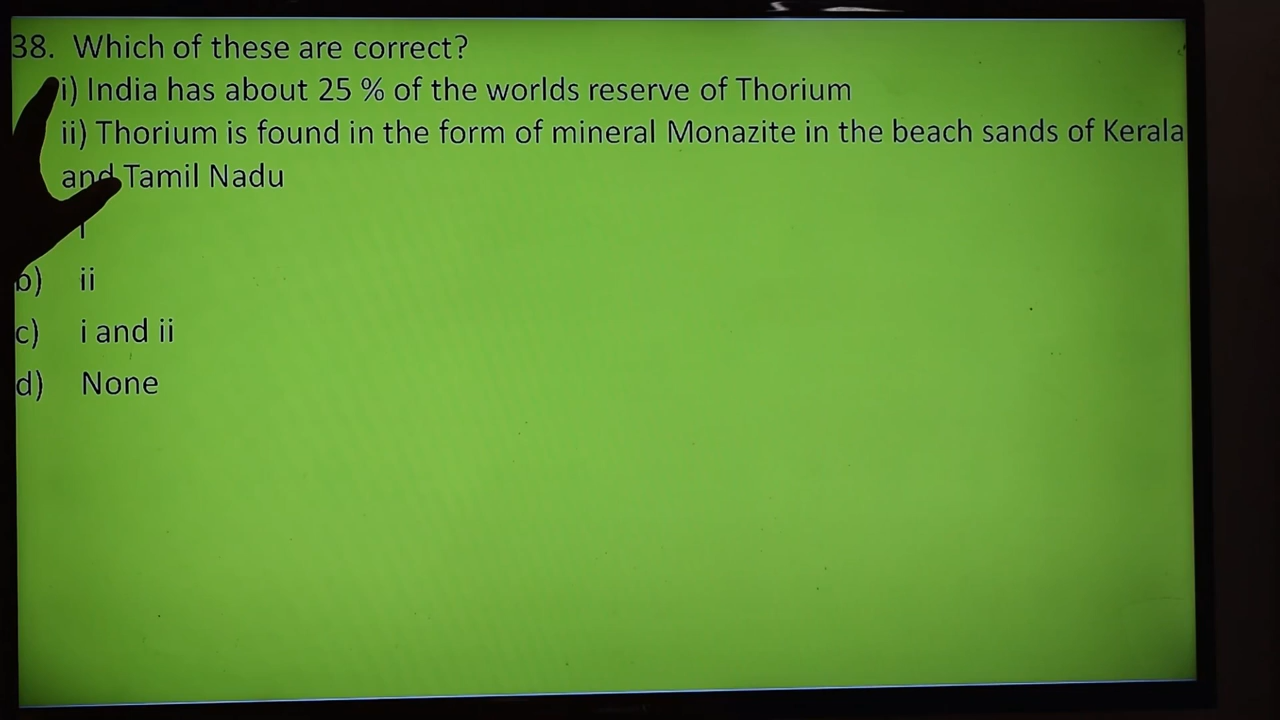 38. Which of these are correct?
i) India has about 25 % of the worlds reserve of Thorium
ii) Thorium is found in the form of mineral Monazite in the beach sands of Kerala
and Tamil Nadu
i
b) ii
c) i and ii
d) None